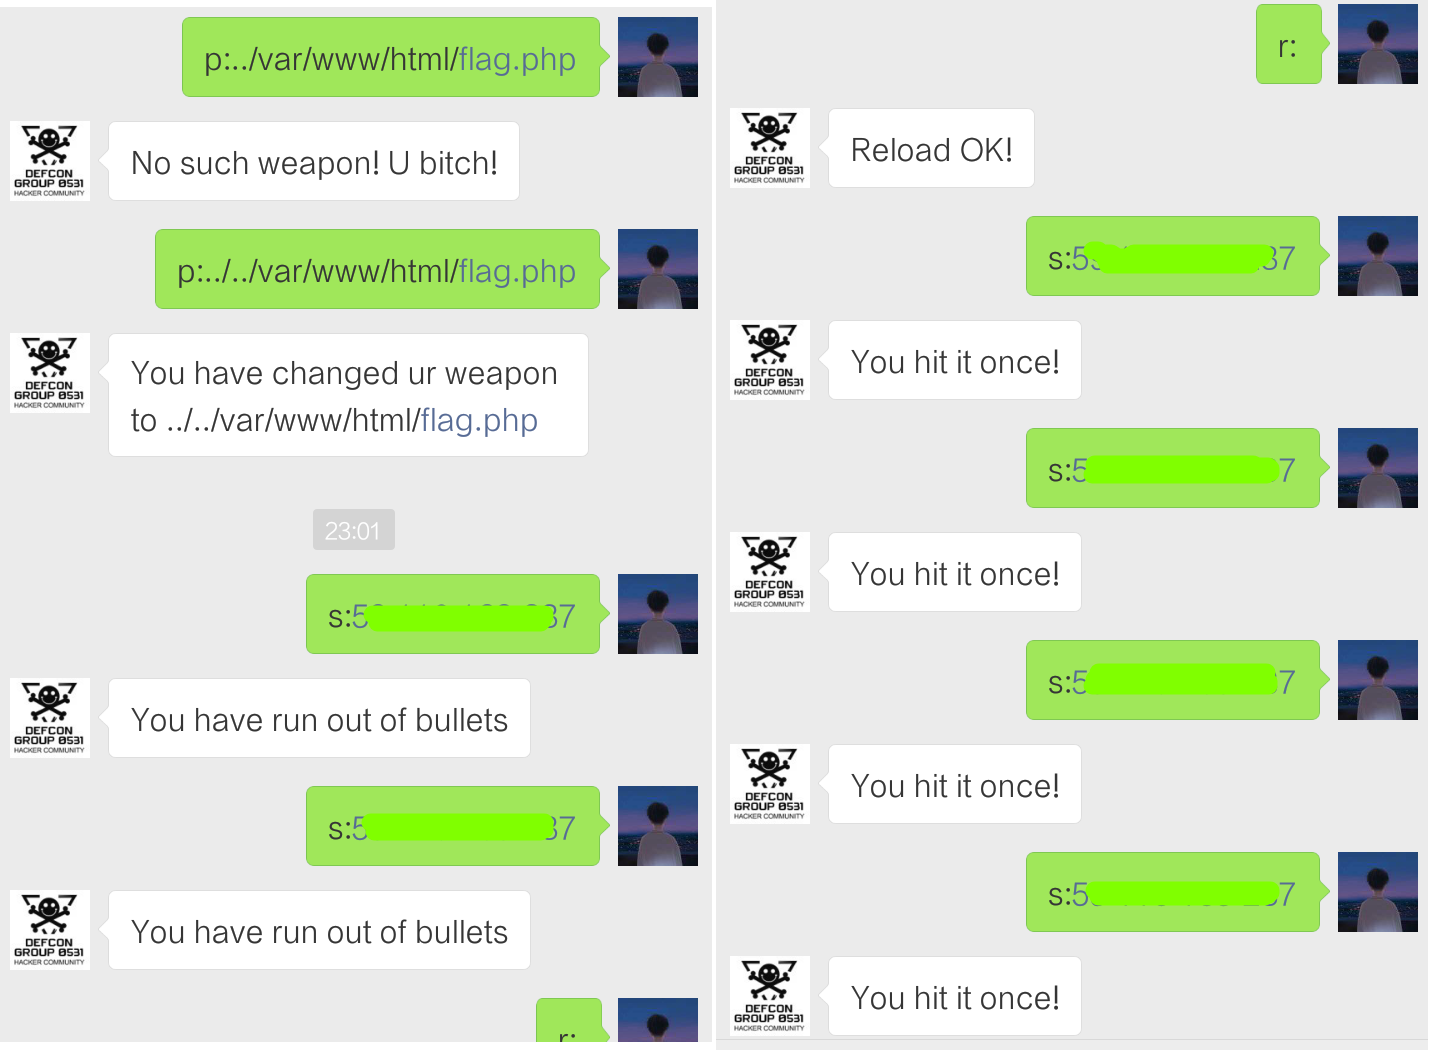 p:../var/www/html/flag.php
DEFCON
GROUP 0531
HACKER COMMUNITY
No such weapon! U bitch!
p:../../var/www/html/flag.php
DEFCON
GROUP 0531
HACKER COMMUNITY
You have changed ur weapon
to ../../var/www/html/flag.php
23:01
s:5
37
DEFCON
GROUP 0531
HACKER COMMUNITY
You have run out of bullets
s:5
37
DEFCON
GROUP 0531
HACKER COMMUNITY
You have run out of bullets
r:
r:
DEFCON
GROUP 0531
HACKER COMMUNITY
Reload OK!
s:5
37
DEFCON
GROUP 0531
HACKER COMMUNITY
You hit it once!
s:5
7
DEFCON
GROUP 0531
HACKER COMMUNITY
You hit it once!
s:5
7
DEFCON
GROUP 0531
HACKER COMMUNITY
You hit it once!
s:5
7
DEFCON
GROUP 0531
HACKER COMMUNITY
You hit it once!